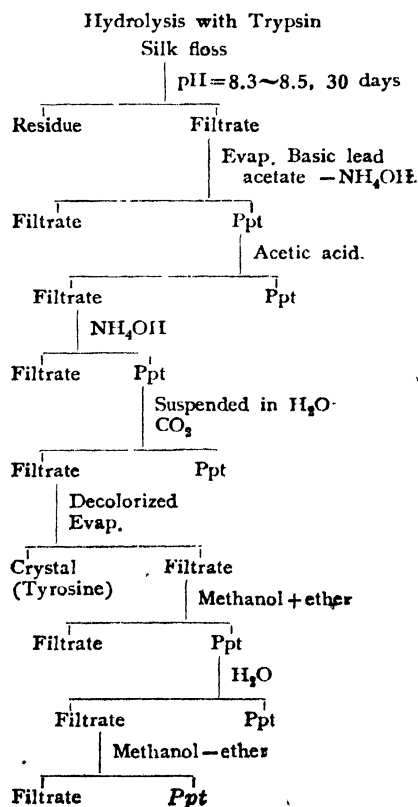 Hydrolysis with Trypsin
Silk floss
pH=8.3~8.5, 30 days
Residue Filtrate
Evap. Basic lead
acetate —NH₄OH.
Filtrate Ppt
Acetic acid.
Filtrate Ppt
NH₄OH
Filtrate Ppt
Suspended in H₂O
CO₂
Filtrate Ppt
Decolorized
Evap.
Crystal Filtrate
(Tyrosine)
Methanol+ether
Filtrate Ppt
H₂O
Filtrate Ppt
Methanol—ether
Filtrate Ppt